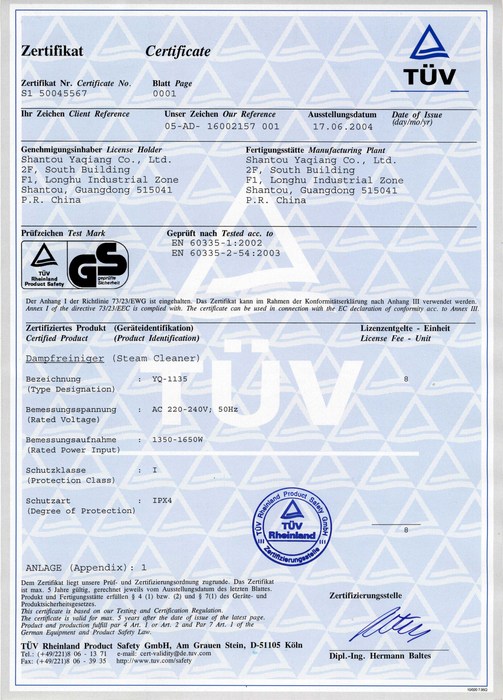 Zertifikat Certificate
TÜV
Zertifikat Nr. Certificate No. Blatt Page
S1 50045567 0001
Ihr Zeichen Client Reference Unser Zeichen Our Reference Ausstellungsdatum Date of Issue
(day/mo/yr)
05-AD- 16002157 001 17.06.2004
Genehmigungsinhaber License Holder Fertigungsstätte Manufacturing Plant
Shantou Yaqiang Co., Ltd. Shantou Yaqiang Co., Ltd.
2F, South Building 2F, South Building
F1, Longhu Industrial Zone F1, Longhu Industrial Zone
Shantou, Guangdong 515041 Shantou, Guangdong 515041
P.R. China P.R. China
Prüfzeichen Test Mark Geprüft nach Tested acc. to
EN 60335-1:2002
EN 60335-2-54:2003
TÜV
Rheinland
Product Safety
GS
geprüfte
Sicherheit
Der Anhang I der Richtlinie 73/23/EWG ist eingehalten. Das Zertifikat kann im Rahmen der Konformitätserklärung nach Anhang III verwendet werden.
Annex I of the directive 73/23/EEC is complied with. The certificate can be used in connection with the EC declaration of conformity acc. to Annex III.
Zertifiziertes Produkt (Geräteidentifikation) Lizenzentgelte - Einheit
Certified Product (Product Identification) License Fee - Unit
Dampfreiniger (Steam Cleaner)
TÜV
Bezeichnung : YQ-1135 8
(Type Designation)
Bemessungsspannung : AC 220-240V; 50Hz
(Rated Voltage)
Bemessungsaufnahme : 1350-1650W
(Rated Power Input)
Schutzklasse : I
(Protection Class)
Schutzart : IPX4
(Degree of Protection)
TÜV Rheinland Product Safety GmbH
TÜV
Rheinland
Zertifizierungsstelle
8
ANLAGE (Appendix): 1
Dem Zertifikat liegt unsere Prüf- und Zertifizierungsordnung zugrunde. Das Zertifikat
ist max. 5 Jahre gültig, gerechnet jeweils vom Ausstellungsdatum des letzten Blattes.
Produkt und Fertigungsstätte erfüllen § 4 (1) bzw. (2) und § 7(1) des Geräte- und
Produktsicherheitsgesetzes.
This certificate is based on our Testing and Certification Regulation.
The certificate is valid for max. 5 years after the date of issue of the latest page.
Product and production fulfil par 4 Art. 1 or Art. 2 and Par 7 Art. 1 of the
German Equipment and Product Safety Law.
Zertifizierungsstelle
TÜV Rheinland Product Safety GmbH, Am Grauen Stein, D-51105 Köln
Tel.: (+49/221)8 06 - 13 71 e-mail: cert-validity@de.tuv.com
Fax: (+49/221)8 06 - 39 35 http://www.tuv.com/safety
Dipl.-Ing. Hermann Baltes